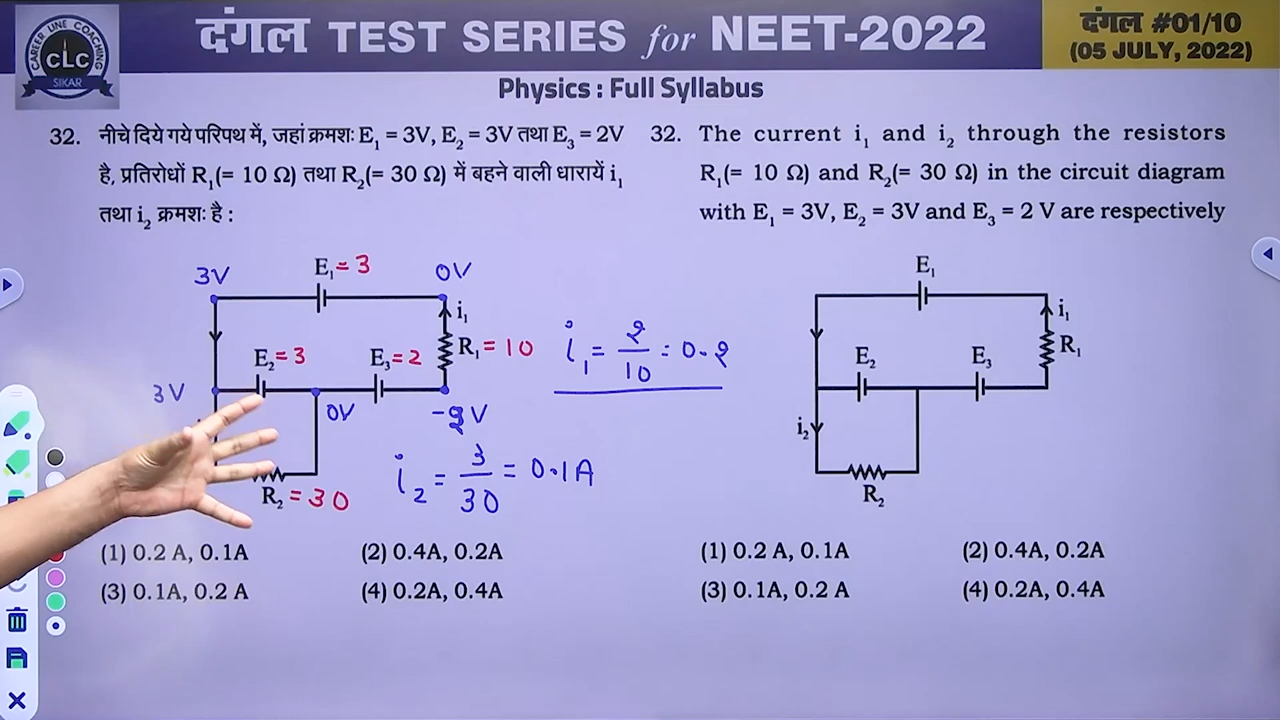 CAREER LINE COACHING
CLC
SIKAR
दंगल TEST SERIES for NEET-2022
दंगल #01/10
(05 JULY, 2022)
Physics : Full Syllabus
32. नीचे दिये गये परिपथ में, जहां क्रमशः E₁ = 3V, E₂ = 3V तथा E₃ = 2V
है, प्रतिरोधों R₁(= 10 Ω) तथा R₂(= 30 Ω) में बहने वाली धारायें i₁
तथा i₂ क्रमशः है :
3V
E₁ = 3
0V
i₁
E₂ = 3
E₃ = 2
R₁ = 10
3V
0V
-2V
R₂ = 30
i₁ = 2/10 = 0.2
i₂ = 3/30 = 0.1A
(1) 0.2 A, 0.1A
(2) 0.4A, 0.2A
(3) 0.1A, 0.2 A
(4) 0.2A, 0.4A
32. The current i₁ and i₂ through the resistors
R₁(= 10 Ω) and R₂(= 30 Ω) in the circuit diagram
with E₁ = 3V, E₂ = 3V and E₃ = 2 V are respectively
E₁
i₁
E₂
E₃
R₁
i₂
R₂
(1) 0.2 A, 0.1A
(2) 0.4A, 0.2A
(3) 0.1A, 0.2 A
(4) 0.2A, 0.4A